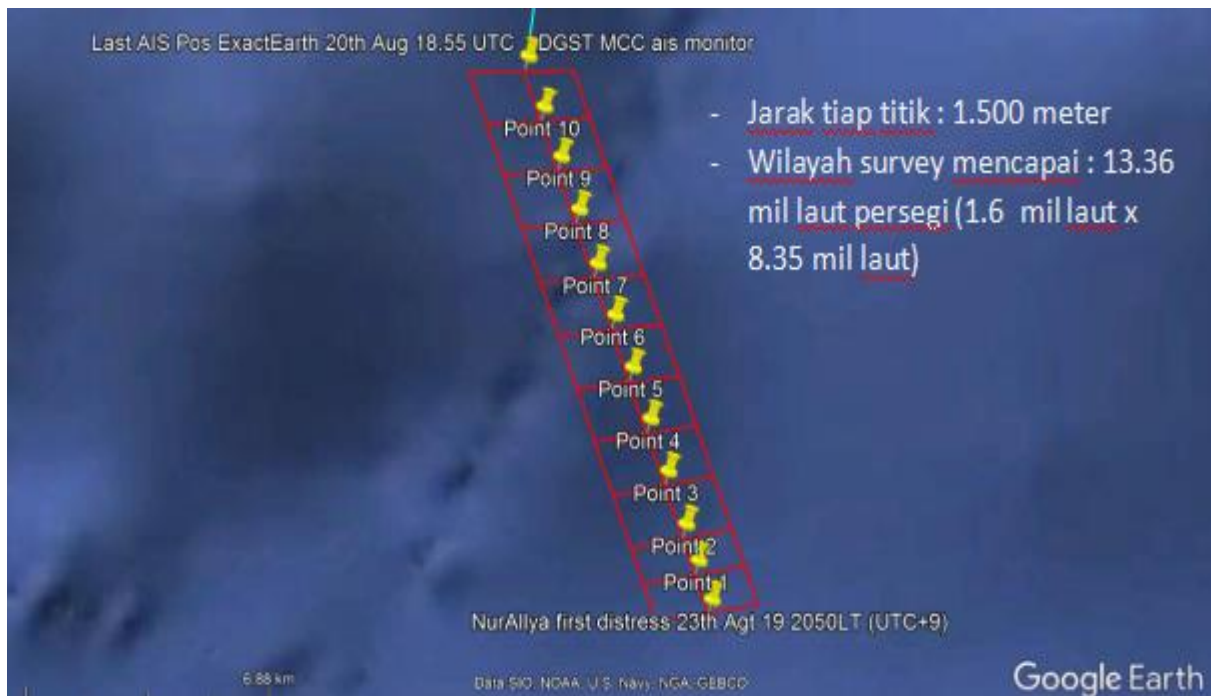 Last AIS Pos ExactEarth 20th Aug 18.55 UTC - DGST MCC ais monitor
- Jarak tiap titik : 1.500 meter
- Wilayah survey mencapai : 13.36
mil laut persegi (1.6 mil laut x
8.35 mil laut)
Point 10
Point 9
Point 8
Point 7
Point 6
Point 5
Point 4
Point 3
Point 2
Point 1
NurAllya first distress 23th Agt 19 2050LT (UTC+9)
6.88 km
Data SIO, NOAA, U.S. Navy, NGA, GEBCO
Google Earth